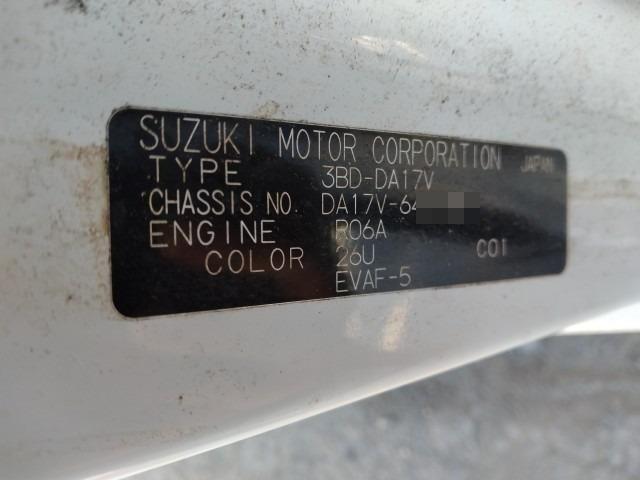 SUZUKI MOTOR CORPORATION JAPAN
TYPE 3BD-DA17V
CHASSIS NO. DA17V-64
ENGINE R06A
COLOR 26U C01
EVAF-5